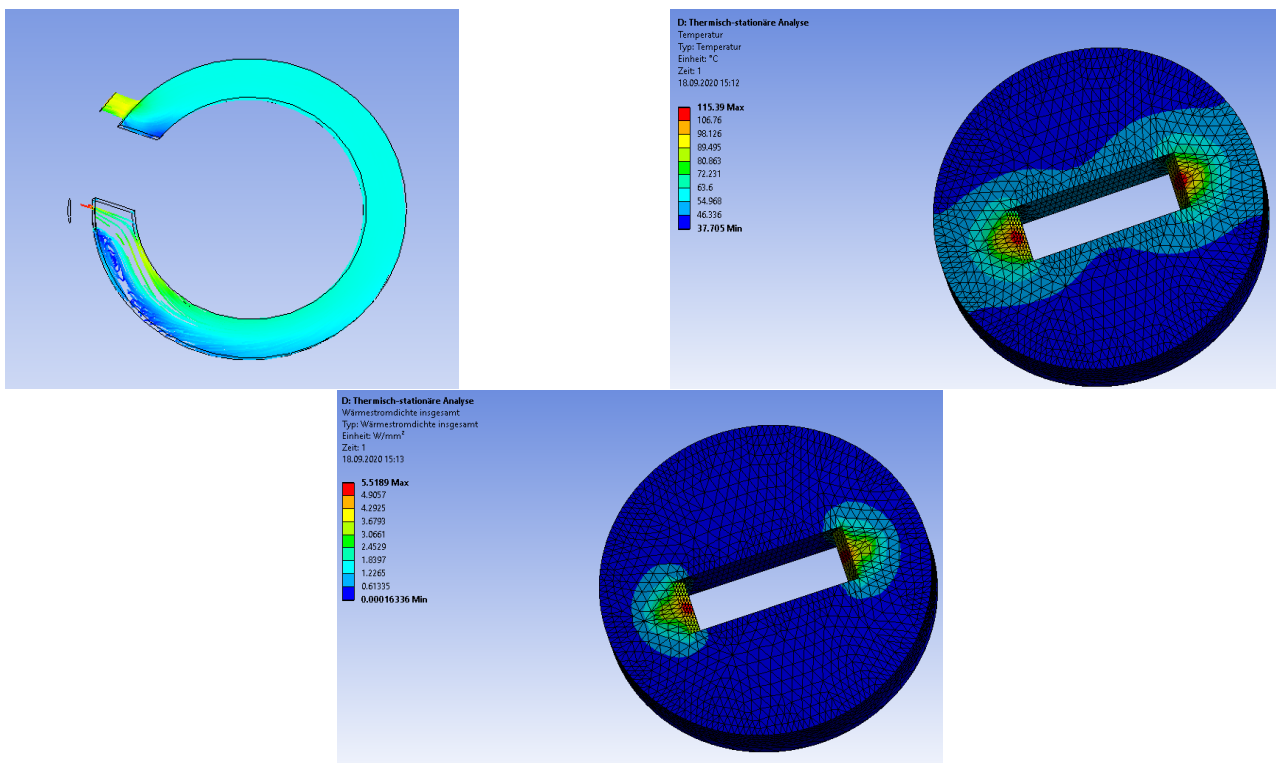 D: Thermisch-stationäre Analyse
Temperatur
Typ: Temperatur
Einheit: °C
Zeit: 1
18.09.2020 15:12
115.39 Max
106.76
98.126
89.495
80.863
72.231
63.6
54.968
46.336
37.705 Min
D: Thermisch-stationäre Analyse
Wärmestromdichte insgesamt
Typ: Wärmestromdichte insgesamt
Einheit: W/mm²
Zeit: 1
18.09.2020 15:13
5.5189 Max
4.9057
4.2925
3.6793
3.0661
2.4529
1.8397
1.2265
0.61335
0.00016336 Min